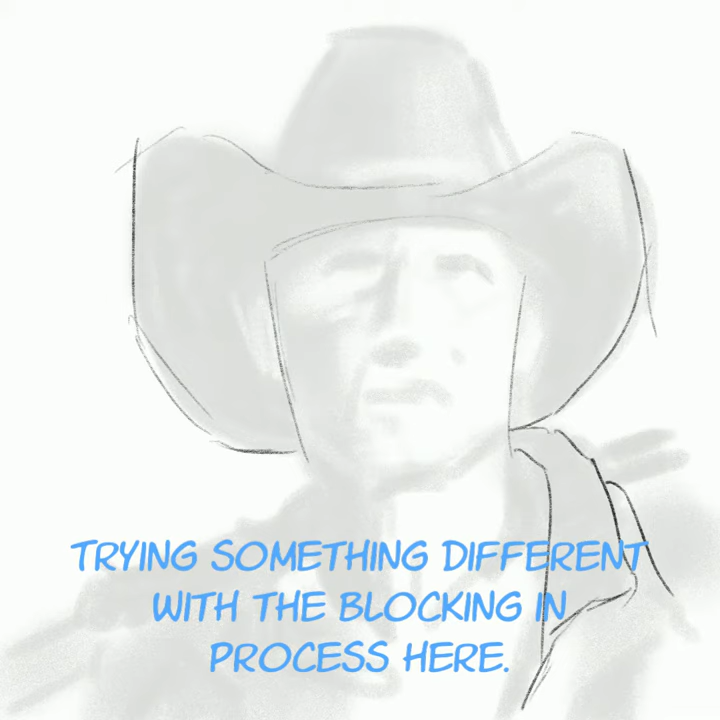 TRYING SOMETHING DIFFERENT
WITH THE BLOCKING IN
PROCESS HERE.